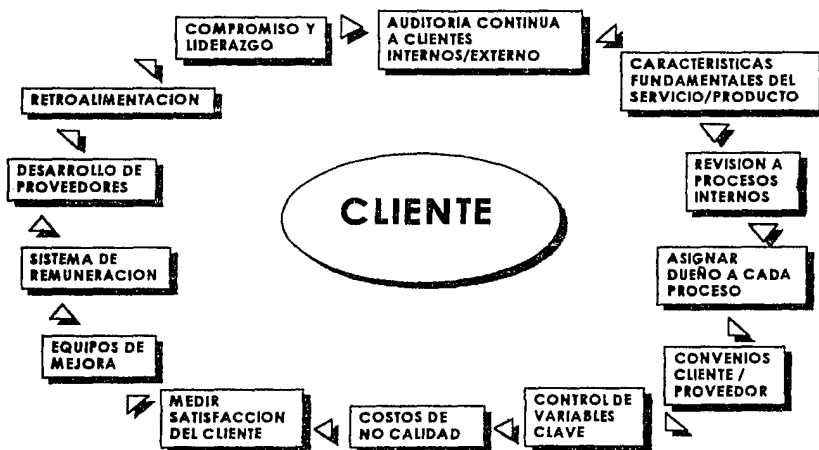 COMPROMISO Y
LIDERAZGO
AUDITORIA CONTINUA
A CLIENTES
INTERNOS/EXTERNO
CARACTERISTICAS
FUNDAMENTALES DEL
SERVICIO/PRODUCTO
REVISION A
PROCESOS
INTERNOS
ASIGNAR
DUEÑO A CADA
PROCESO
CONVENIOS
CLIENTE /
PROVEEDOR
CONTROL DE
VARIABLES
CLAVE
COSTOS DE
NO CALIDAD
MEDIR
SATISFACCION
DEL CLIENTE
EQUIPOS DE
MEJORA
SISTEMA DE
REMUNERACION
DESARROLLO DE
PROVEEDORES
RETROALIMENTACION
CLIENTE